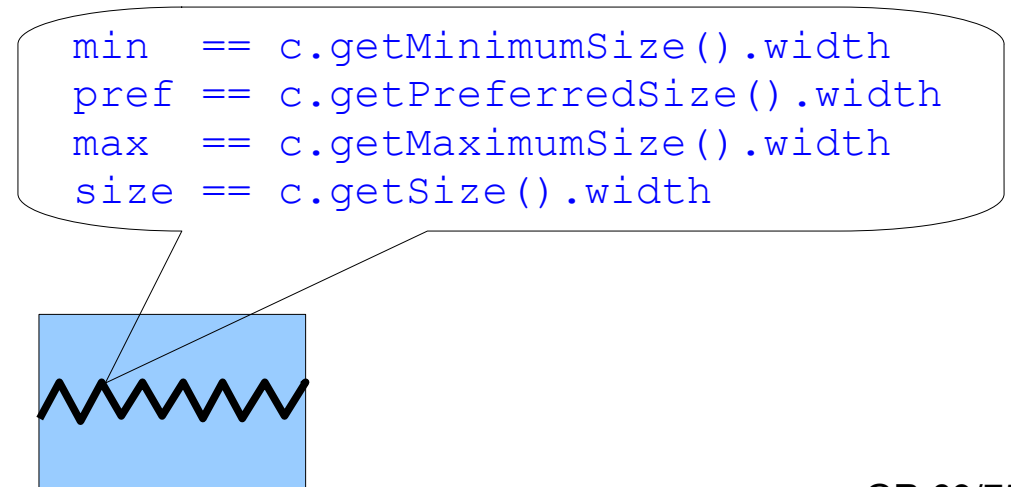 min  == c.getMinimumSize().width
pref == c.getPreferredSize().width
max  == c.getMaximumSize().width
size == c.getSize().width